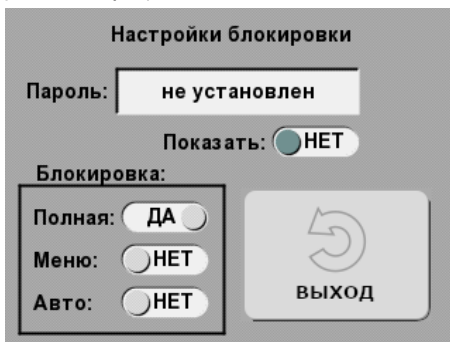 Настройки блокировки
Пароль: не установлен
Показать: НЕТ
Блокировка:
Полная: ДА
Меню: НЕТ
Авто: НЕТ
ВЫХОД